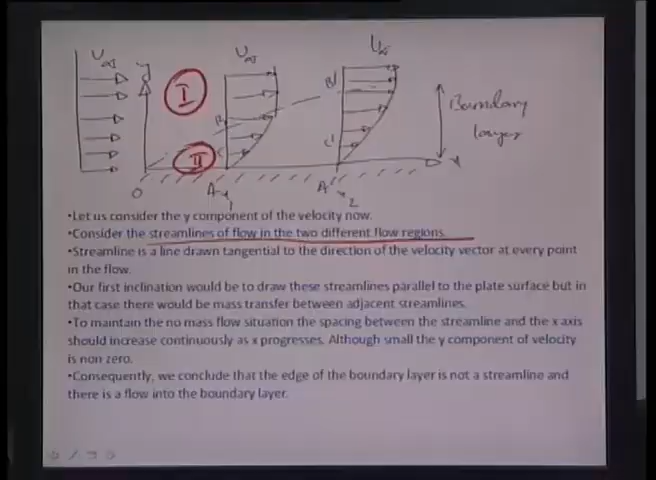 U∞ y U∞ U∞
I
B B' Boundary
layer
II C C' x
O A x1 A' x2
•Let us consider the y component of the velocity now.
•Consider the streamlines of flow in the two different flow regions.
•Streamline is a line drawn tangential to the direction of the velocity vector at every point
in the flow.
•Our first inclination would be to draw these streamlines parallel to the plate surface but in
that case there would be mass transfer between adjacent streamlines.
•To maintain the no mass flow situation the spacing between the streamline and the x axis
should increase continuously as x progresses. Although small the y component of velocity
is non zero.
•Consequently, we conclude that the edge of the boundary layer is not a streamline and
there is a flow into the boundary layer.